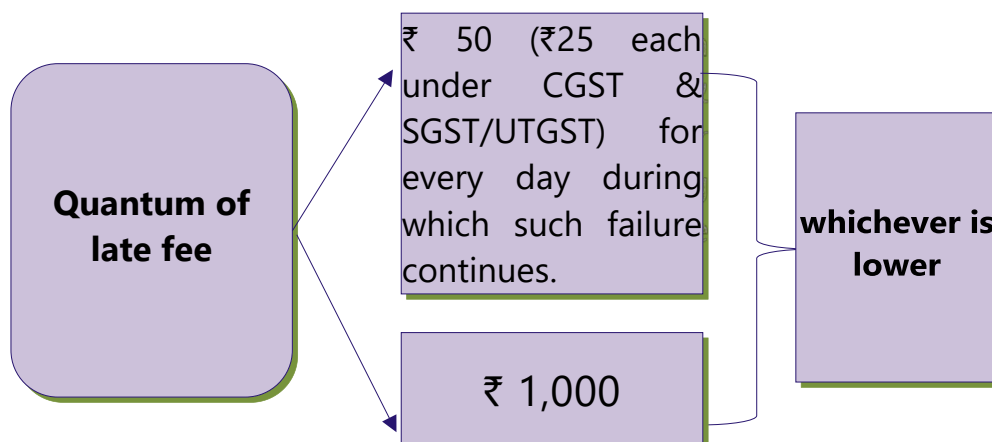 Quantum of
late fee
₹ 50 (₹25 each
under CGST &
SGST/UTGST) for
every day during
which such failure
continues.
₹ 1,000
whichever is
lower